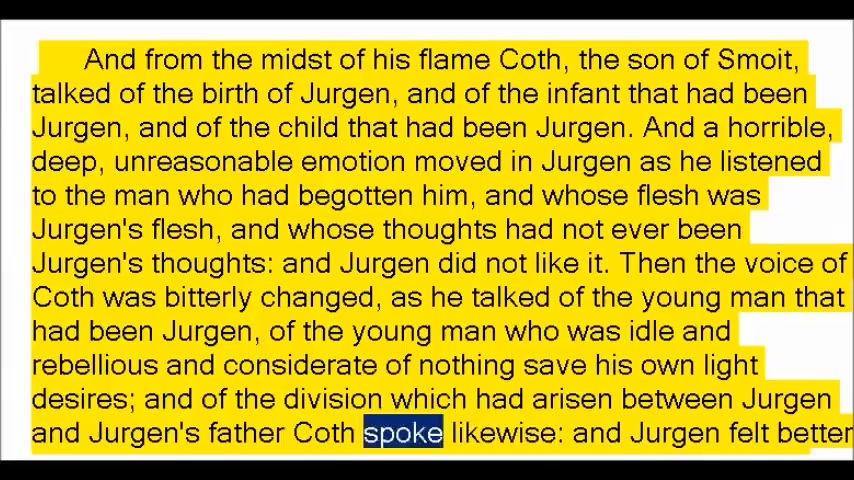 And from the midst of his flame Coth, the son of Smoit,
talked of the birth of Jurgen, and of the infant that had been
Jurgen, and of the child that had been Jurgen. And a horrible,
deep, unreasonable emotion moved in Jurgen as he listened
to the man who had begotten him, and whose flesh was
Jurgen's flesh, and whose thoughts had not ever been
Jurgen's thoughts: and Jurgen did not like it. Then the voice of
Coth was bitterly changed, as he talked of the young man that
had been Jurgen, of the young man who was idle and
rebellious and considerate of nothing save his own light
desires; and of the division which had arisen between Jurgen
and Jurgen's father Coth spoke likewise: and Jurgen felt better